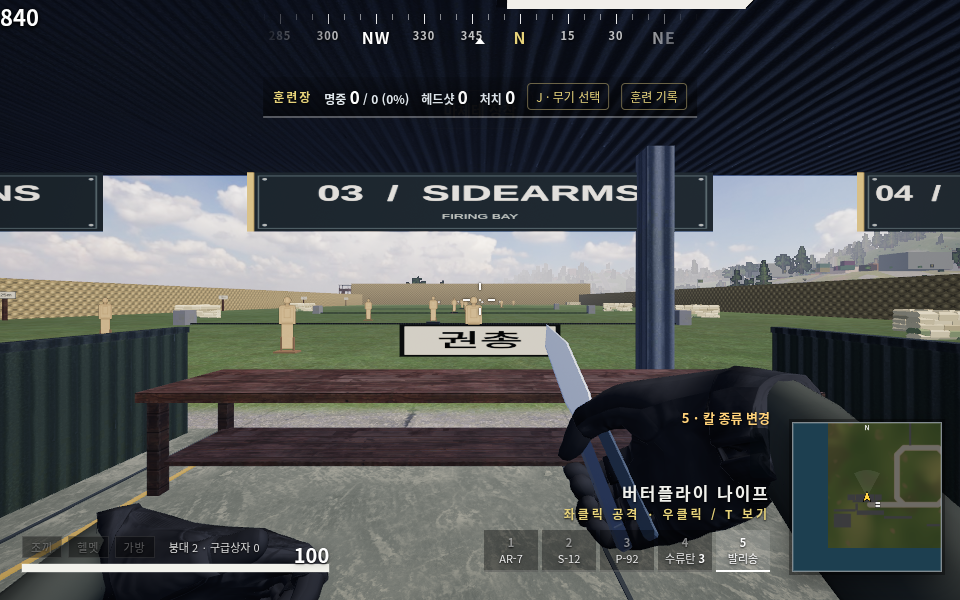 840
285 300 NW 330 345 N 15 30 NE
훈련장 명중 0 / 0 (0%) 헤드샷 0 처치 0 J · 무기 선택 훈련 기록
NS
03 / SIDEARMS
FIRING BAY
04 /
권총
5 · 칼 종류 변경
N
버터플라이 나이프
좌클릭 공격 · 우클릭 / T 보기
조끼 헬멧 가방 붕대 2 · 구급상자 0 100
1 2 3 4 5
AR-7 S-12 P-92 수류탄 3 발리송